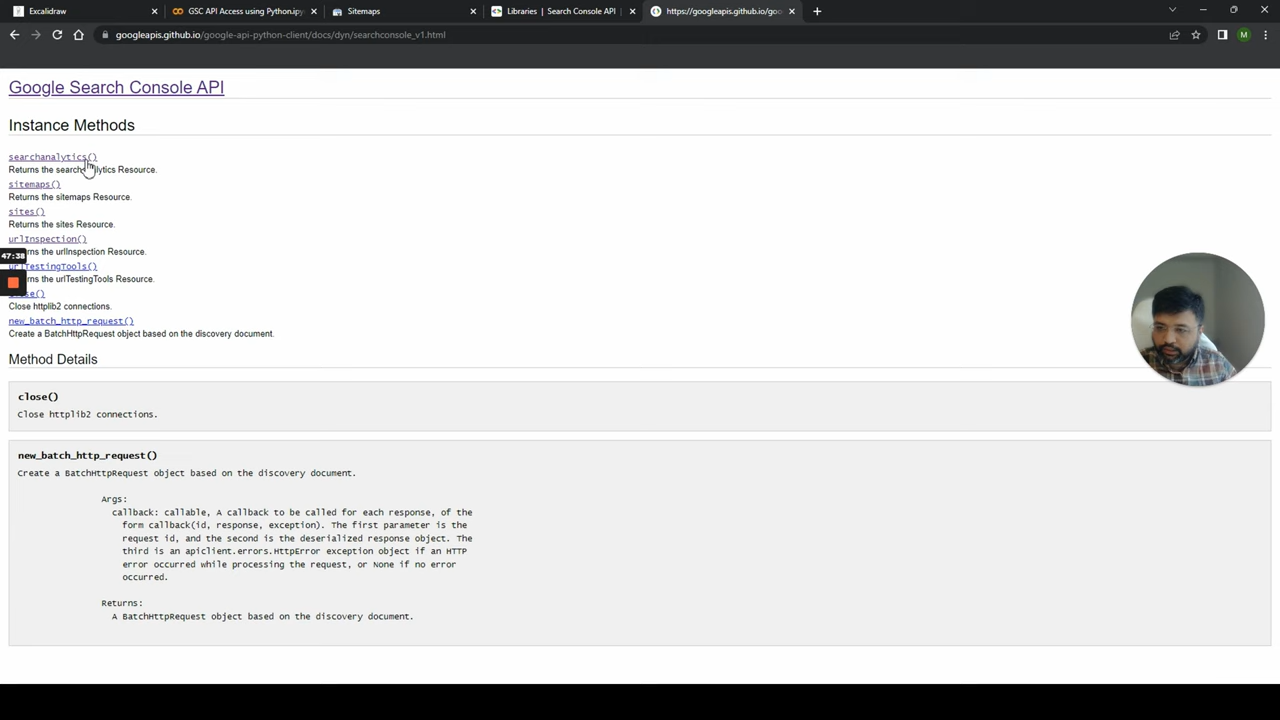 Excalidraw
GSC API Access using Python.ipy
Sitemaps
Libraries | Search Console API
https://googleapis.github.io/goo
googleapis.github.io/google-api-python-client/docs/dyn/searchconsole_v1.html
M
Google Search Console API
Instance Methods
searchanalytics()
Returns the searchanalytics Resource.
sitemaps()
Returns the sitemaps Resource.
sites()
Returns the sites Resource.
urlInspection()
47:38
rns the urlInspection Resource.
urlTestingTools()
rns the urlTestingTools Resource.
close()
Close httplib2 connections.
new_batch_http_request()
Create a BatchHttpRequest object based on the discovery document.
Method Details
close()
Close httplib2 connections.
new_batch_http_request()
Create a BatchHttpRequest object based on the discovery document.
Args:
callback: callable, A callback to be called for each response, of the
form callback(id, response, exception). The first parameter is the
request id, and the second is the deserialized response object. The
third is an apiclient.errors.HttpError exception object if an HTTP
error occurred while processing the request, or None if no error
occurred.
Returns:
A BatchHttpRequest object based on the discovery document.